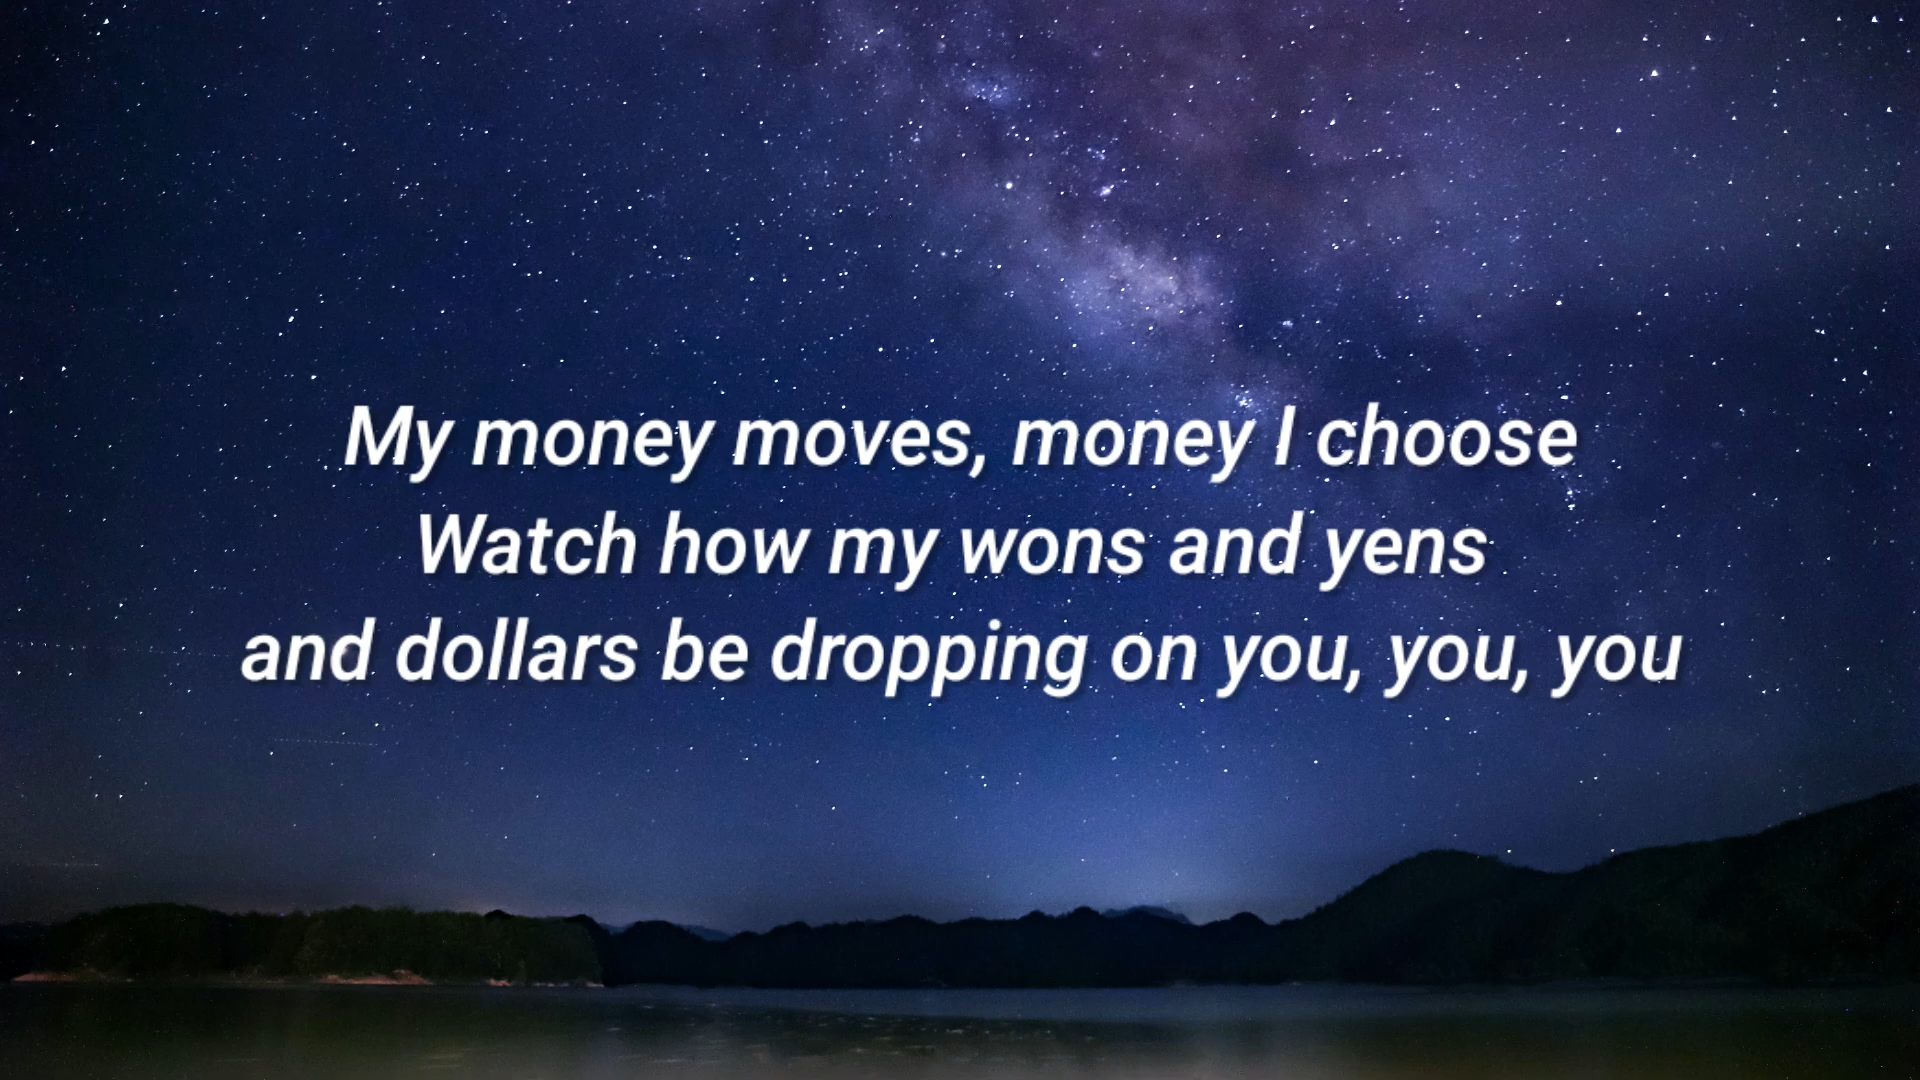 My money moves, money I choose
Watch how my wons and yens
and dollars be dropping on you, you, you